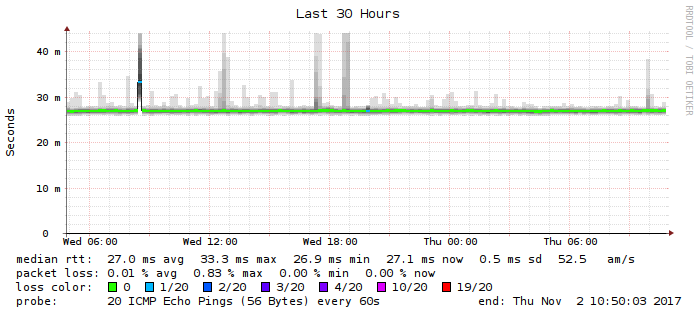 Last 30 Hours
RRDTOOL / TOBI OETIKER
Seconds
40 m
30 m
20 m
10 m
0
Wed 06:00 Wed 12:00 Wed 18:00 Thu 00:00 Thu 06:00
median rtt: 27.0 ms avg 33.3 ms max 26.9 ms min 27.1 ms now 0.5 ms sd 52.5 am/s
packet loss: 0.01 % avg 0.83 % max 0.00 % min 0.00 % now
loss color: 0 1/20 2/20 3/20 4/20 10/20 19/20
probe: 20 ICMP Echo Pings (56 Bytes) every 60s end: Thu Nov 2 10:50:03 2017